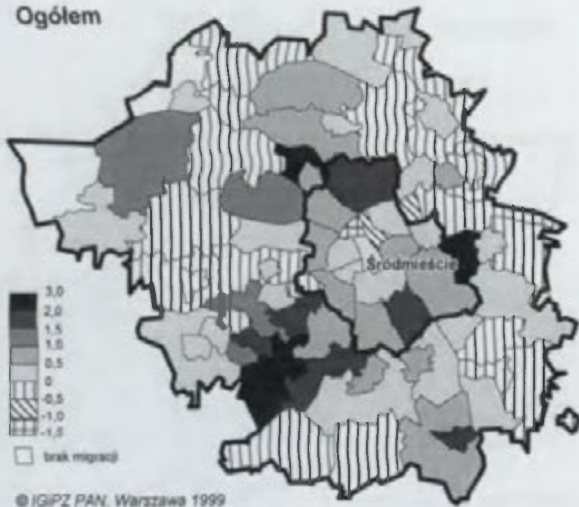 Ogółem
Śródmieście
3,0
2,0
1,5
1,0
0,5
0
-0,5
-1,0
-1,5
brak migracji
© IGiPZ PAN, Warszawa 1999